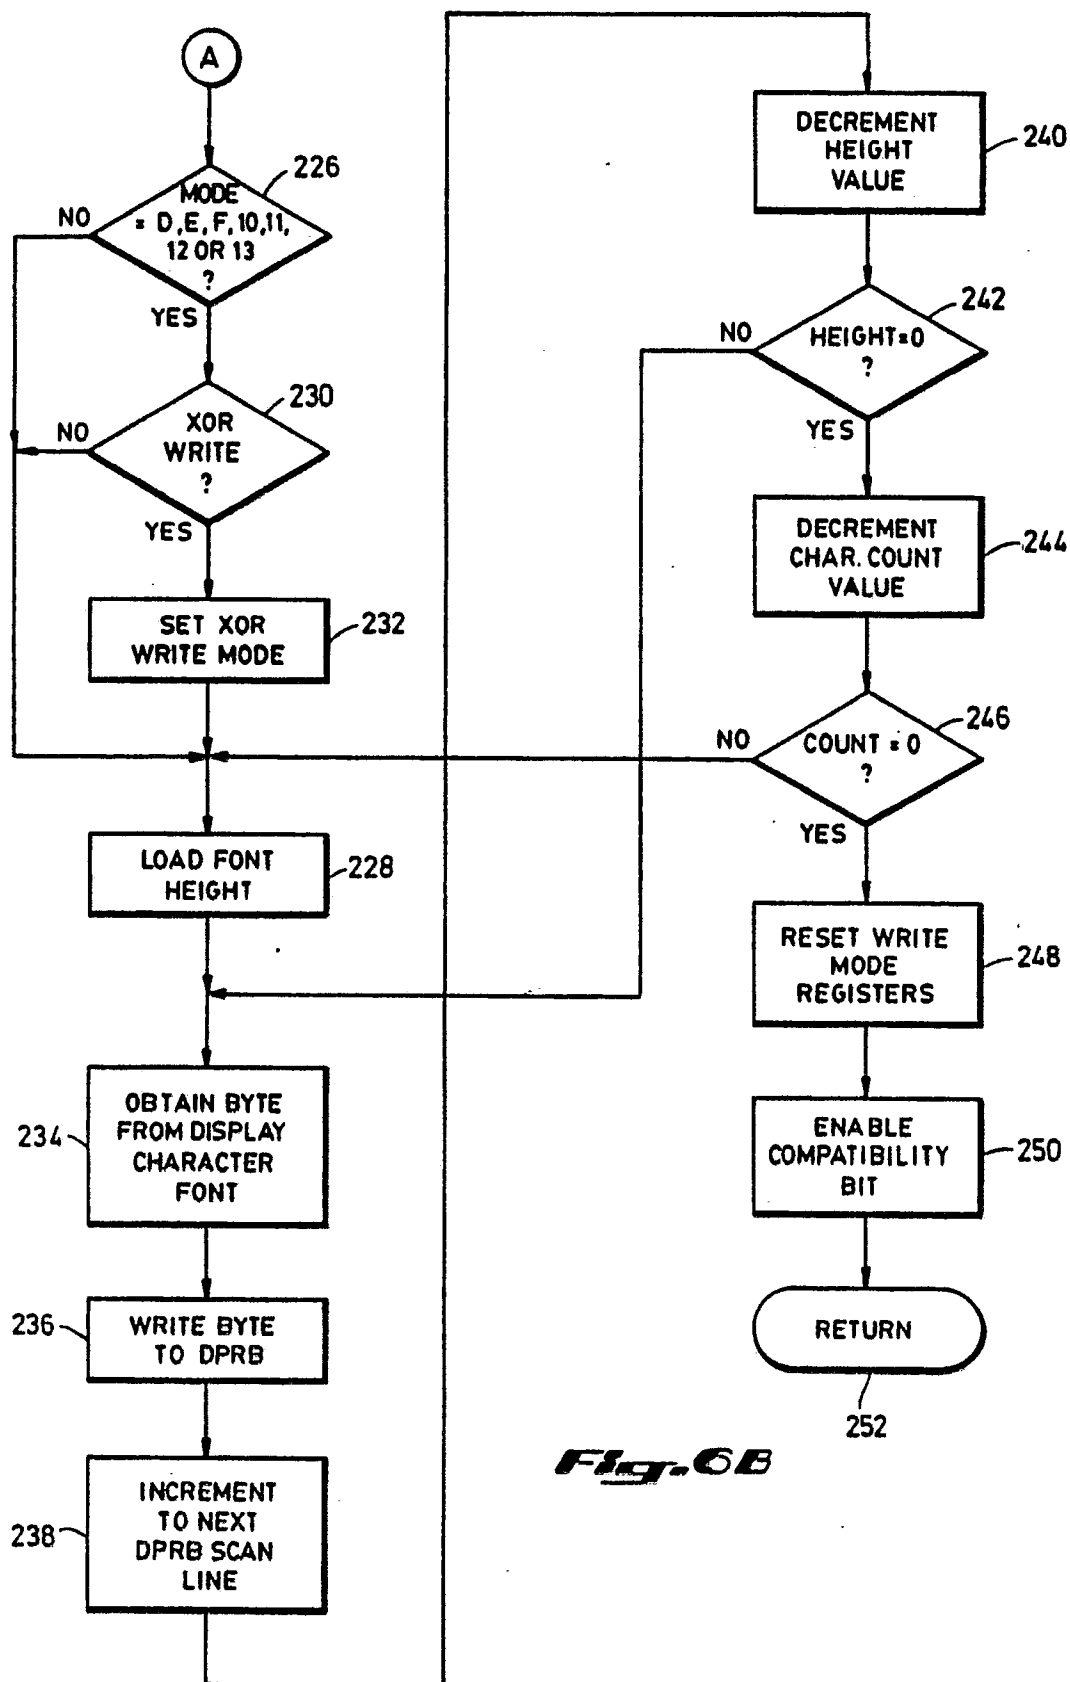 A
MODE
= D, E, F, 10, 11,
12 OR 13
?
226
NO
YES
XOR
WRITE
?
230
NO
YES
SET XOR
WRITE MODE
232
LOAD FONT
HEIGHT
228
OBTAIN BYTE
FROM DISPLAY
CHARACTER
FONT
234
WRITE BYTE
TO DPRB
236
INCREMENT
TO NEXT
DPRB SCAN
LINE
238
DECREMENT
HEIGHT
VALUE
240
HEIGHT=0
?
242
NO
YES
DECREMENT
CHAR. COUNT
VALUE
244
COUNT = 0
?
246
NO
YES
RESET WRITE
MODE
REGISTERS
248
ENABLE
COMPATIBILITY
BIT
250
RETURN
252
Fig. 6B